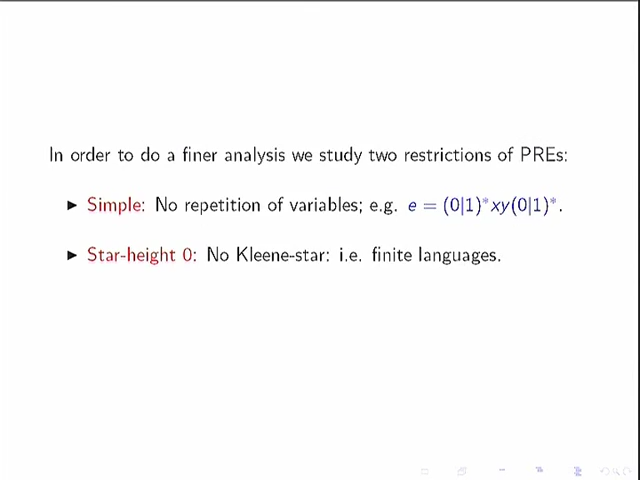 In order to do a finer analysis we study two restrictions of PREs:
▶ Simple: No repetition of variables; e.g. e = (0|1)*xy(0|1)*.
▶ Star-height 0: No Kleene-star: i.e. finite languages.